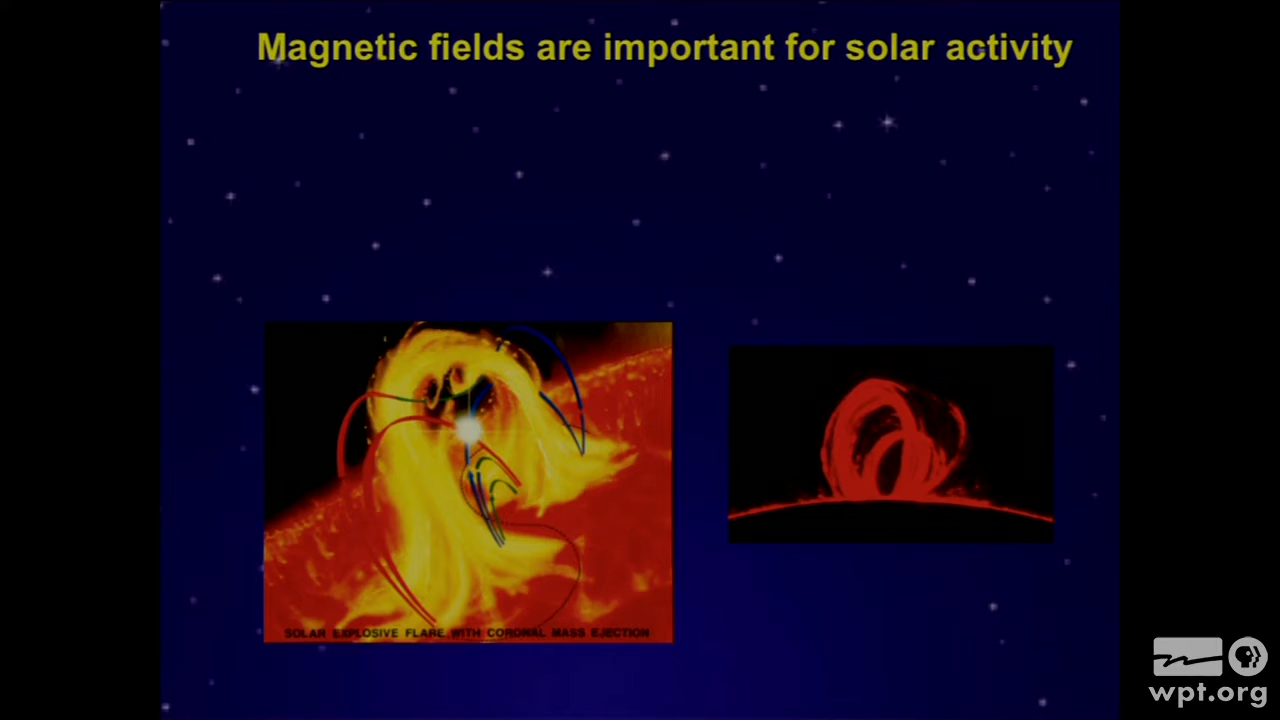 Magnetic fields are important for solar activity
SOLAR EXPLOSIVE FLARE WITH CORONAL MASS EJECTION
wpt.org